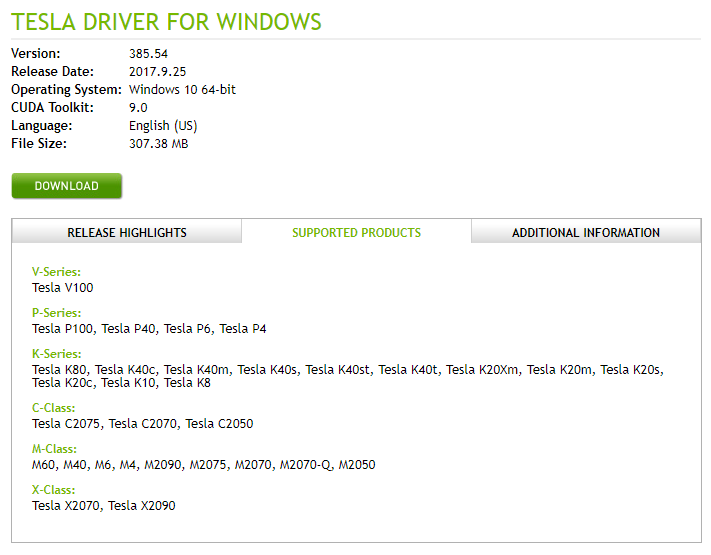 TESLA DRIVER FOR WINDOWS
Version: 385.54
Release Date: 2017.9.25
Operating System: Windows 10 64-bit
CUDA Toolkit: 9.0
Language: English (US)
File Size: 307.38 MB
DOWNLOAD
RELEASE HIGHLIGHTS SUPPORTED PRODUCTS ADDITIONAL INFORMATION
V-Series:
Tesla V100
P-Series:
Tesla P100, Tesla P40, Tesla P6, Tesla P4
K-Series:
Tesla K80, Tesla K40c, Tesla K40m, Tesla K40s, Tesla K40st, Tesla K40t, Tesla K20Xm, Tesla K20m, Tesla K20s,
Tesla K20c, Tesla K10, Tesla K8
C-Class:
Tesla C2075, Tesla C2070, Tesla C2050
M-Class:
M60, M40, M6, M4, M2090, M2075, M2070, M2070-Q, M2050
X-Class:
Tesla X2070, Tesla X2090